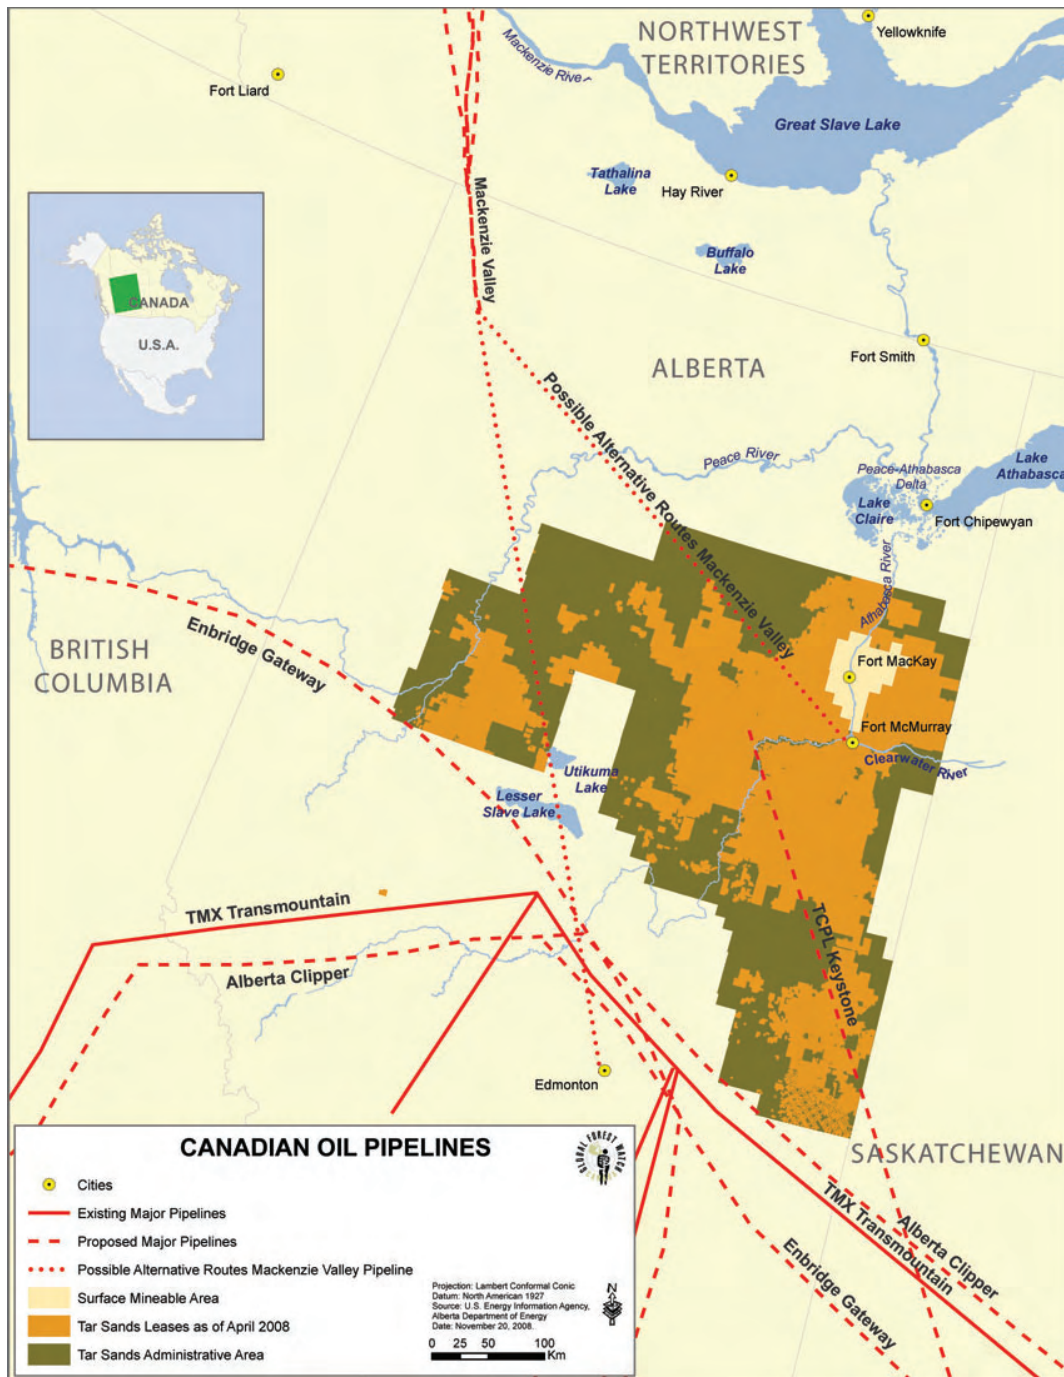 NORTHWEST
TERRITORIES
Yellowknife
Mackenzie River
Fort Liard
Great Slave Lake
Tathalina
Lake
Hay River
Mackenzie Valley
Buffalo
Lake
CANADA
U.S.A.
Fort Smith
ALBERTA
Possible Alternative Routes Mackenzie Valley
Peace River
Peace-Athabasca
Delta
Lake
Athabasca
Lake
Claire
Fort Chipewyan
Athabasca River
Enbridge Gateway
BRITISH
COLUMBIA
Fort MacKay
Fort McMurray
Clearwater River
Utikuma
Lake
Lesser
Slave Lake
TMX Transmountain
TCPL Keystone
Alberta Clipper
Edmonton
SASKATCHEWAN
TMX Transmountain
Alberta Clipper
Enbridge Gateway
CANADIAN OIL PIPELINES
GLOBAL FOREST WATCH
Cities
Existing Major Pipelines
Proposed Major Pipelines
Possible Alternative Routes Mackenzie Valley Pipeline
Surface Mineable Area
Tar Sands Leases as of April 2008
Tar Sands Administrative Area
Projection: Lambert Conformal Conic
Datum: North American 1927
Source: U.S. Energy Information Agency,
Alberta Department of Energy
Date: November 20, 2008.
N
0 25 50 100
Km